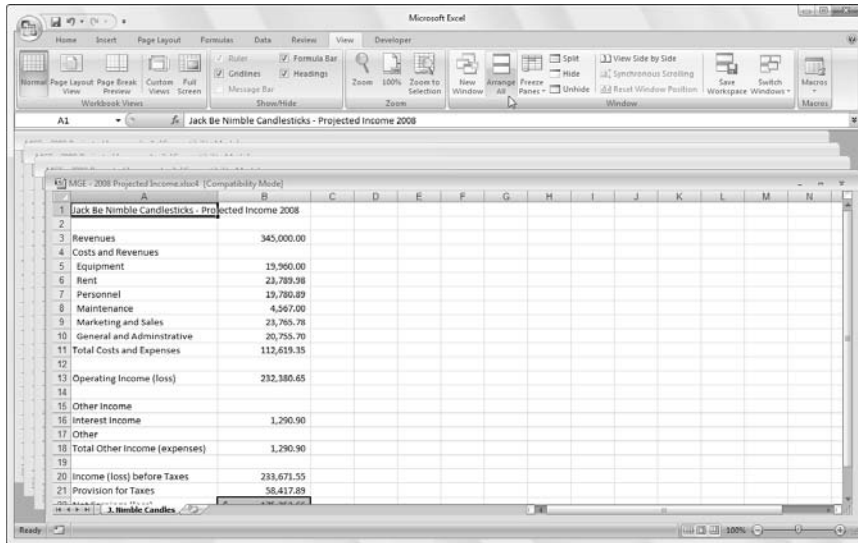 Microsoft Excel
Home Insert Page Layout Formulas Data Review View Developer
Normal Page Layout View Page Break Preview Custom Views Full Screen
Workbook Views
Ruler Formula Bar
Gridlines Headings
Message Bar
Show/Hide
Zoom 100% Zoom to Selection
Zoom
New Window Arrange All Freeze Panes
Split View Side by Side
Hide Synchronous Scrolling
Unhide Reset Window Position
Save Workspace Switch Windows
Window
Macros
Macros
A1 fx Jack Be Nimble Candlesticks - Projected Income 2008
MGE - 2008 Projected Income.xlsx:4 [Compatibility Mode]
A B C D E F G H I J K L M N
1 Jack Be Nimble Candlesticks - Projected Income 2008
2
3 Revenues 345,000.00
4 Costs and Revenues
5 Equipment 19,960.00
6 Rent 23,789.98
7 Personnel 19,780.89
8 Maintenance 4,567.00
9 Marketing and Sales 23,765.78
10 General and Adminstrative 20,755.70
11 Total Costs and Expenses 112,619.35
12
13 Operating Income (loss) 232,380.65
14
15 Other Income
16 Interest Income 1,290.90
17 Other
18 Total Other Income (expenses) 1,290.90
19
20 Income (loss) before Taxes 233,671.55
21 Provision for Taxes 58,417.89
J. Nimble Candles
Ready 100%